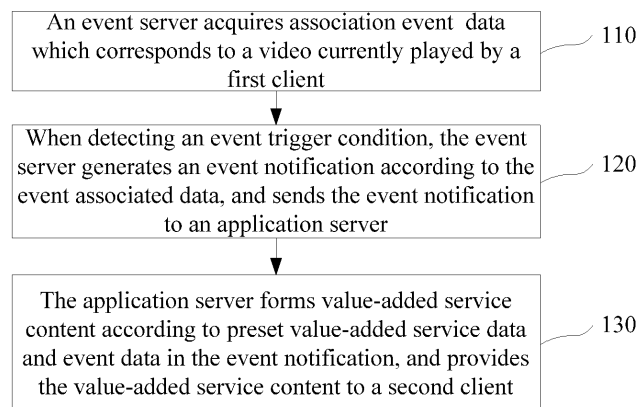 An event server acquires association event data
which corresponds to a video currently played by a
first client
110
When detecting an event trigger condition, the event
server generates an event notification according to the
event associated data, and sends the event notification
to an application server
120
The application server forms value-added service
content according to preset value-added service data
and event data in the event notification, and provides
the value-added service content to a second client
130